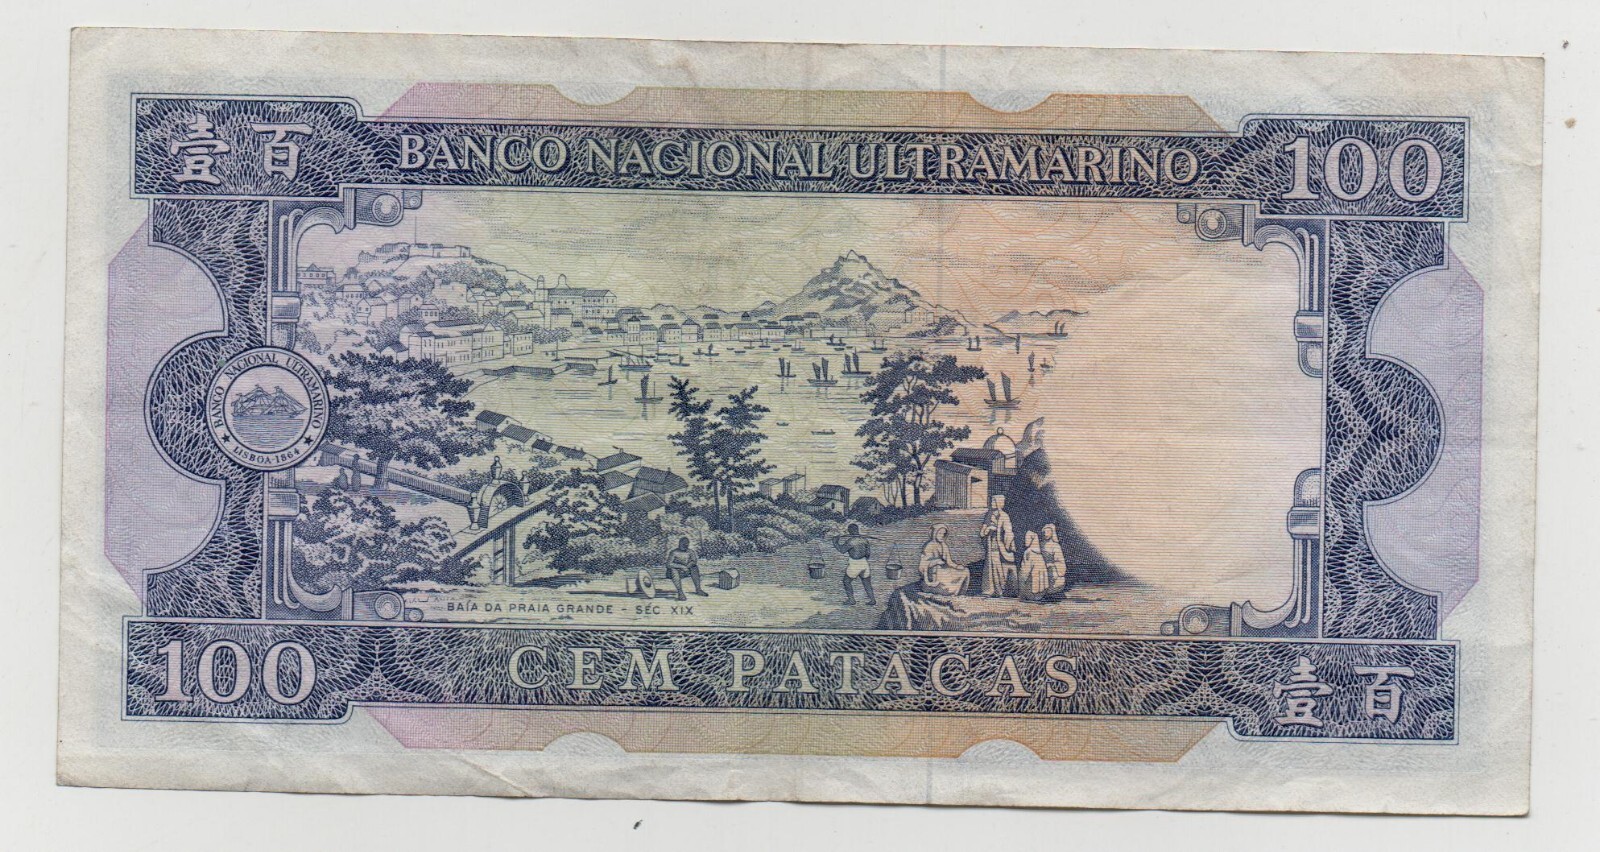 壹百
BANCO NACIONAL ULTRAMARINO
100
BANCO NACIONAL ULTRAMARINO
LISBOA-1864
BAÍA DA PRAIA GRANDE - SÉC. XIX
100
CEM PATACAS
壹百